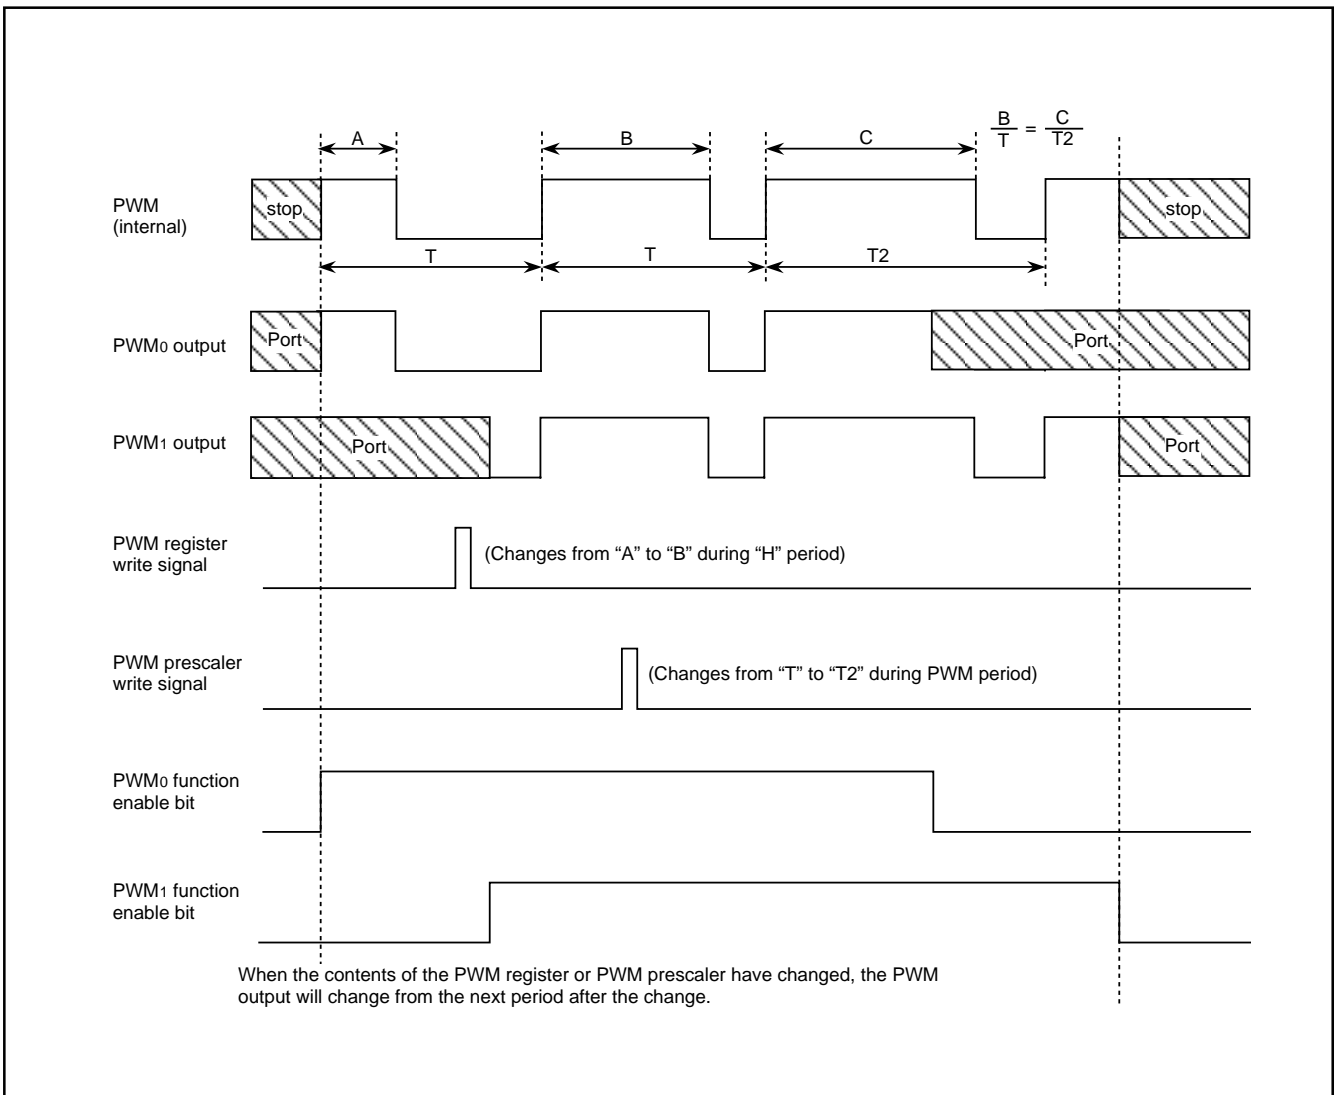 A
B
C
B/T = C/T2
PWM
(internal)
stop
stop
T
T
T2
PWM0 output
Port
Port
PWM1 output
Port
Port
PWM register
write signal
(Changes from “A” to “B” during “H” period)
PWM prescaler
write signal
(Changes from “T” to “T2” during PWM period)
PWM0 function
enable bit
PWM1 function
enable bit
When the contents of the PWM register or PWM prescaler have changed, the PWM
output will change from the next period after the change.